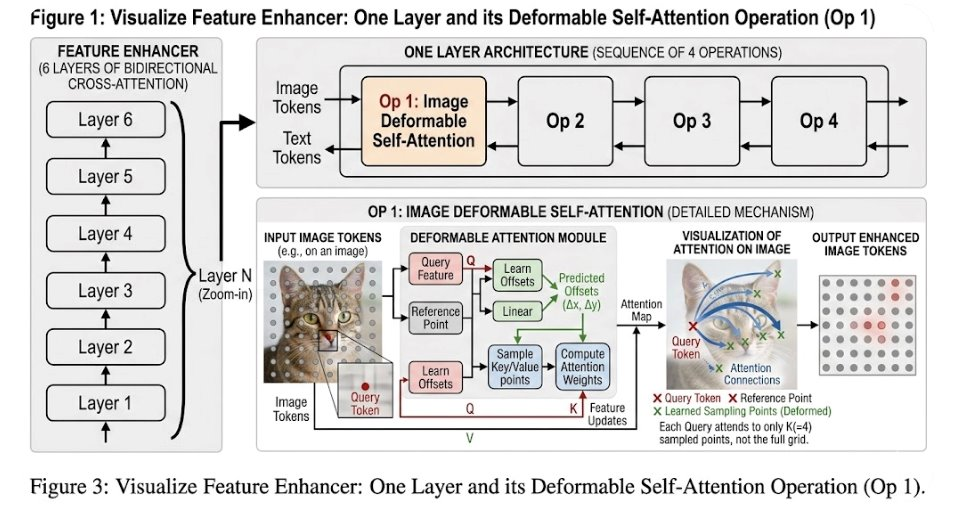 Figure 1: Visualize Feature Enhancer: One Layer and its Deformable Self-Attention Operation (Op 1)
FEATURE ENHANCER
(6 LAYERS OF BIDIRECTIONAL
CROSS-ATTENTION)
Layer 6
Layer 5
Layer 4
Layer 3
Layer 2
Layer 1
Layer N
(Zoom-in)
ONE LAYER ARCHITECTURE (SEQUENCE OF 4 OPERATIONS)
Image
Tokens
Text
Tokens
Op 1: Image
Deformable
Self-Attention
Op 2
Op 3
Op 4
OP 1: IMAGE DEFORMABLE SELF-ATTENTION (DETAILED MECHANISM)
INPUT IMAGE TOKENS
(e.g., on an image)
Query
Token
Image
Tokens
DEFORMABLE ATTENTION MODULE
Query
Feature
Q
Reference
Point
Learn
Offsets
Learn
Offsets
Linear
Predicted
Offsets
(Δx, Δy)
Sample
Key/Value
points
Compute
Attention
Weights
Q
K
V
Feature
Updates
Attention
Map
VISUALIZATION OF
ATTENTION ON IMAGE
Query
Token
Attention
Connections
X Query Token X Reference Point
X Learned Sampling Points (Deformed)
Each Query attends to only K(=4)
sampled points, not the full grid.
OUTPUT ENHANCED
IMAGE TOKENS
Figure 3: Visualize Feature Enhancer: One Layer and its Deformable Self-Attention Operation (Op 1).